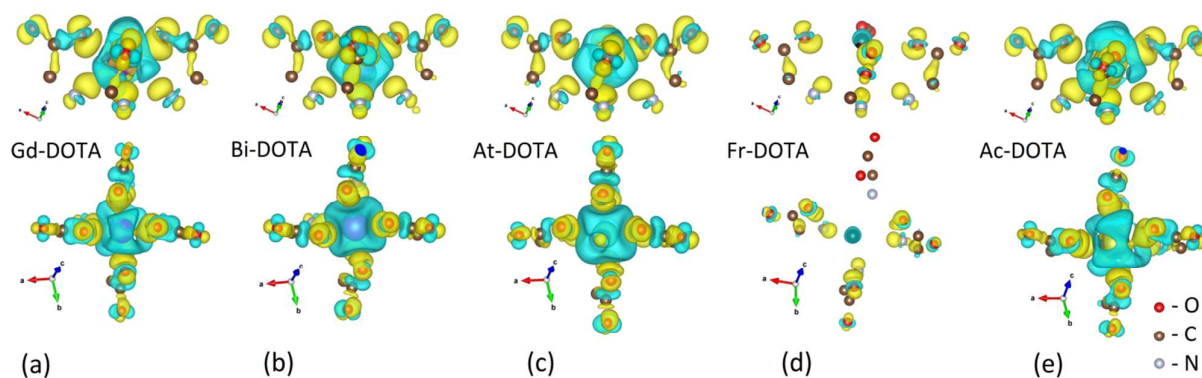 Gd-DOTA
Bi-DOTA
At-DOTA
Fr-DOTA
Ac-DOTA
a
b
c
a
b
c
a
b
c
a
b
c
a
b
c
- O
- C
- N
(a)
(b)
(c)
(d)
(e)